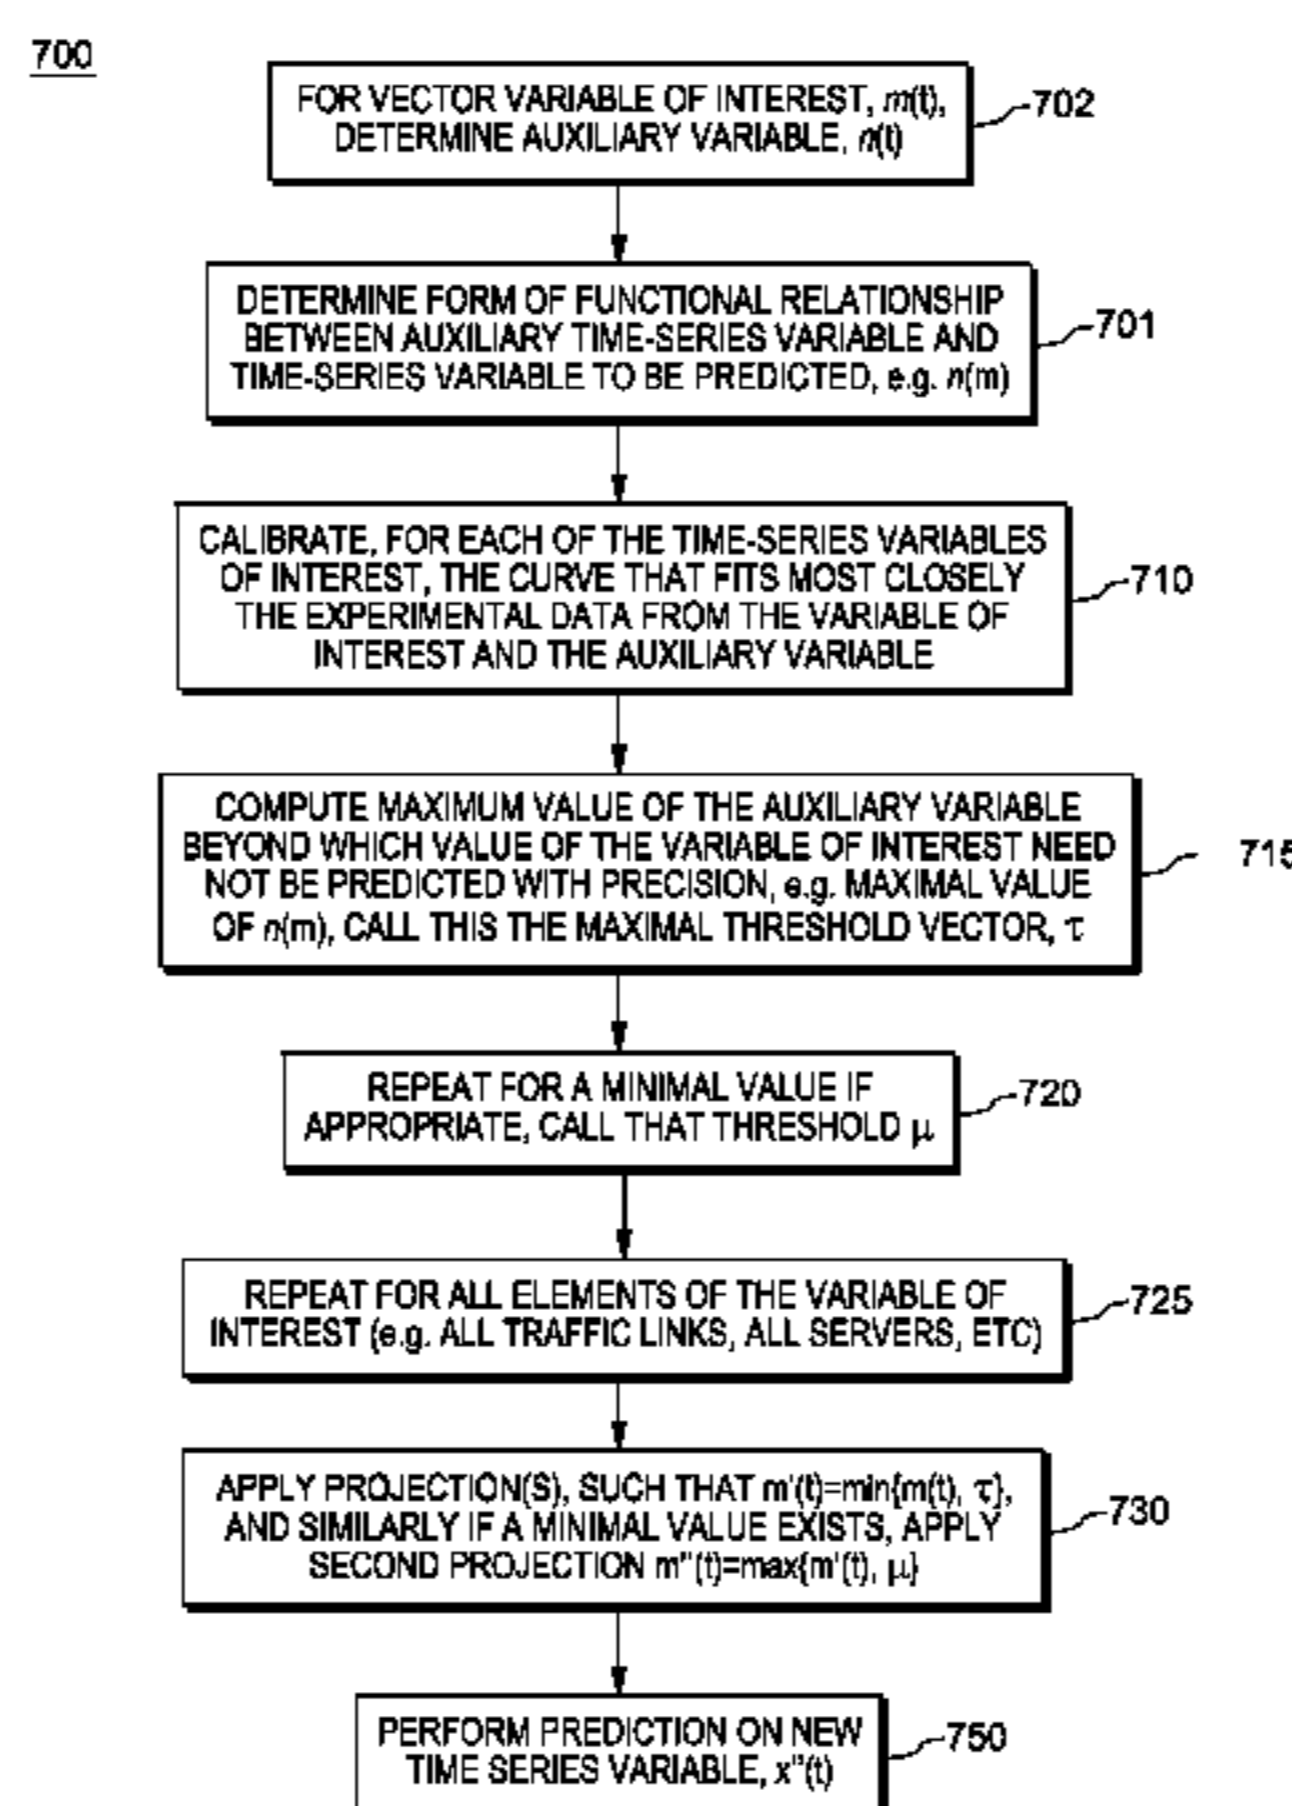 700
FOR VECTOR VARIABLE OF INTEREST, m(t),
DETERMINE AUXILIARY VARIABLE, n(t)
702
DETERMINE FORM OF FUNCTIONAL RELATIONSHIP
BETWEEN AUXILIARY TIME-SERIES VARIABLE AND
TIME-SERIES VARIABLE TO BE PREDICTED, e.g. n(m)
701
CALIBRATE, FOR EACH OF THE TIME-SERIES VARIABLES
OF INTEREST, THE CURVE THAT FITS MOST CLOSELY
THE EXPERIMENTAL DATA FROM THE VARIABLE OF
INTEREST AND THE AUXILIARY VARIABLE
710
COMPUTE MAXIMUM VALUE OF THE AUXILIARY VARIABLE
BEYOND WHICH VALUE OF THE VARIABLE OF INTEREST NEED
NOT BE PREDICTED WITH PRECISION, e.g. MAXIMAL VALUE
OF n(m), CALL THIS THE MAXIMAL THRESHOLD VECTOR, τ
715
REPEAT FOR A MINIMAL VALUE IF
APPROPRIATE, CALL THAT THRESHOLD μ
720
REPEAT FOR ALL ELEMENTS OF THE VARIABLE OF
INTEREST (e.g. ALL TRAFFIC LINKS, ALL SERVERS, ETC)
725
APPLY PROJECTION(S), SUCH THAT m'(t)=min{m(t), τ},
AND SIMILARLY IF A MINIMAL VALUE EXISTS, APPLY
SECOND PROJECTION m"(t)=max{m'(t), μ}
730
PERFORM PREDICTION ON NEW
TIME SERIES VARIABLE, x"(t)
750